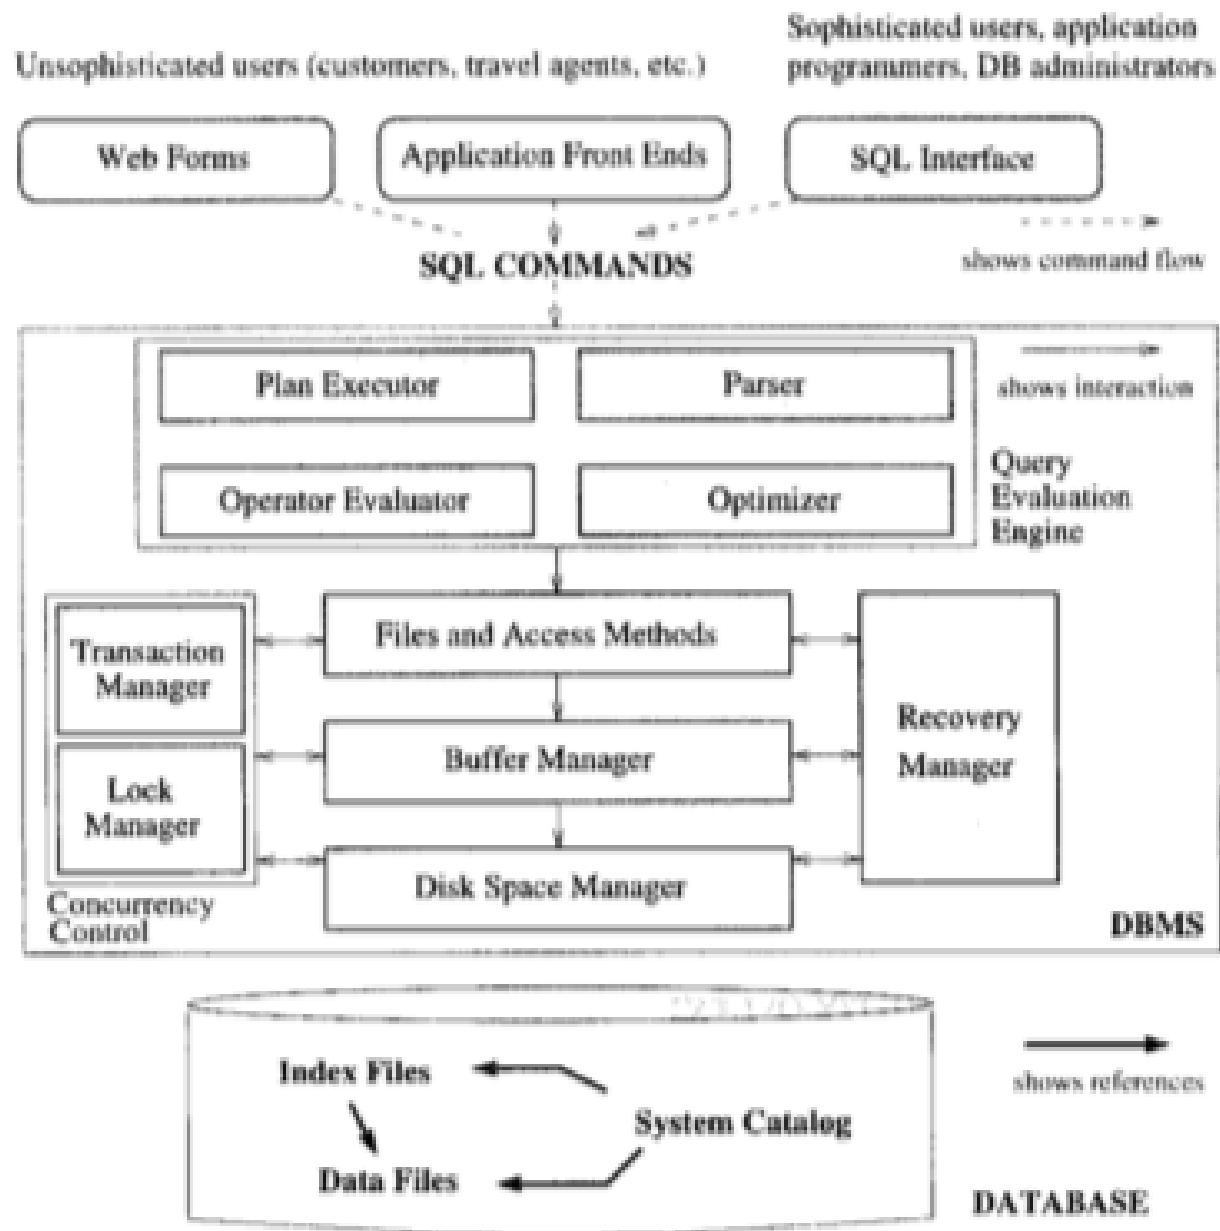 Unsophisticated users (customers, travel agents, etc.)
Sophisticated users, application
programmers, DB administrators
Web Forms
Application Front Ends
SQL Interface
SQL COMMANDS
shows command flow
Plan Executor
Parser
shows interaction
Operator Evaluator
Optimizer
Query
Evaluation
Engine
Transaction
Manager
Files and Access Methods
Recovery
Manager
Buffer Manager
Lock
Manager
Disk Space Manager
Concurrency
Control
DBMS
Index Files
shows references
System Catalog
Data Files
DATABASE